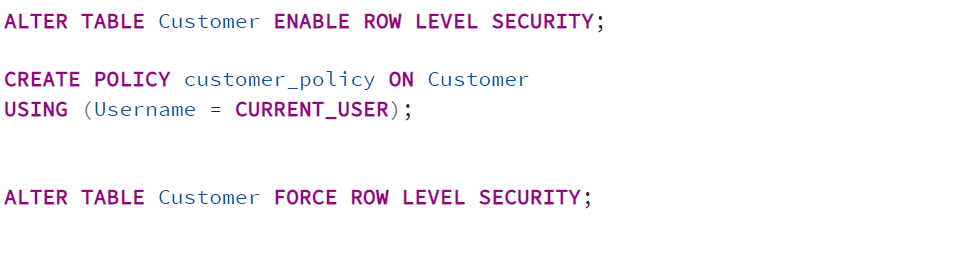 ALTER TABLE Customer ENABLE ROW LEVEL SECURITY;
CREATE POLICY customer_policy ON Customer
USING (Username = CURRENT_USER);
ALTER TABLE Customer FORCE ROW LEVEL SECURITY;